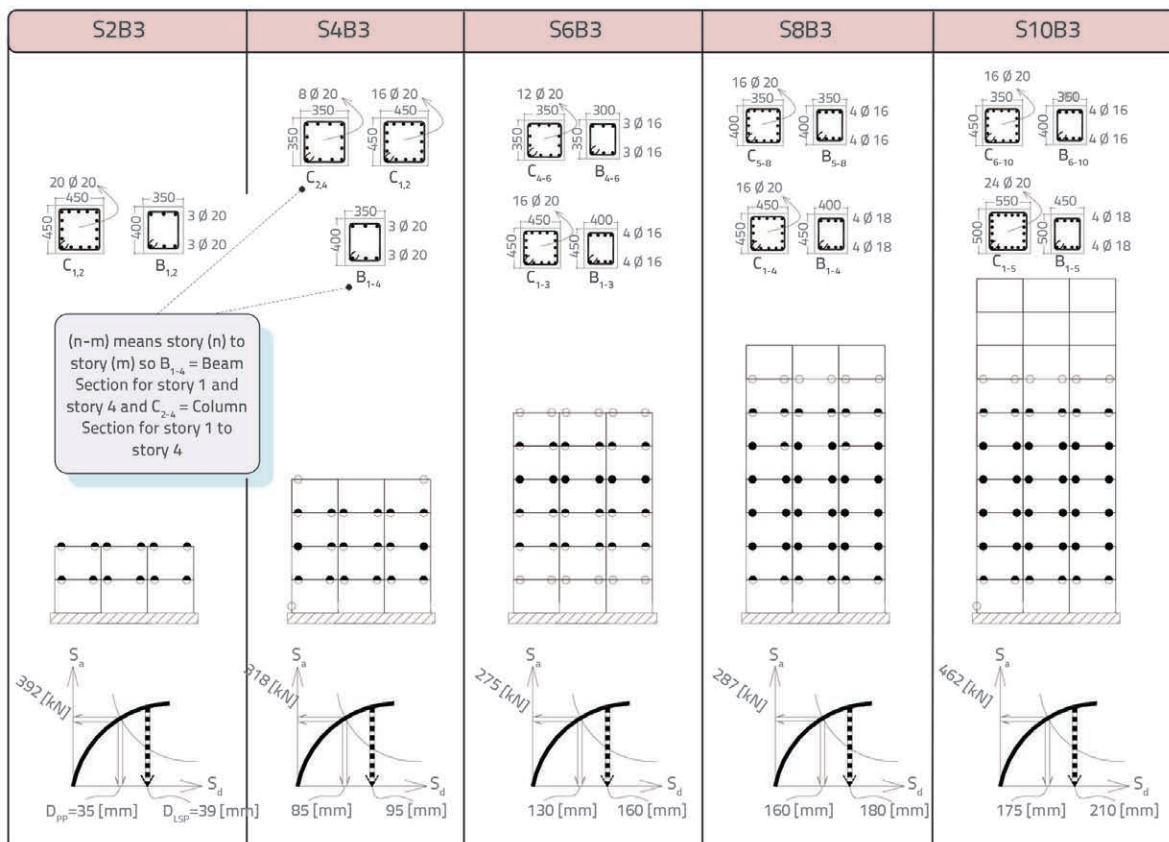 S2B3
S4B3
S6B3
S8B3
S10B3
20 Ø 20
450
450
C1,2
350
400
3 Ø 20
3 Ø 20
B1,2
8 Ø 20
350
350
C2,4
16 Ø 20
450
450
C1,2
350
400
3 Ø 20
3 Ø 20
B1-4
12 Ø 20
350
350
C4-6
300
350
3 Ø 16
3 Ø 16
B4-6
16 Ø 20
450
450
C1-3
400
450
4 Ø 16
4 Ø 16
B1-3
16 Ø 20
350
400
C5-8
350
400
4 Ø 16
4 Ø 16
B5-8
16 Ø 20
450
450
C1-4
400
450
4 Ø 18
4 Ø 18
B1-4
16 Ø 20
350
450
C6-10
400
4 Ø 16
4 Ø 16
B6-10
24 Ø 20
550
500
C1-5
450
500
4 Ø 18
4 Ø 18
B1-5
(n-m) means story (n) to
story (m) so B1-4 = Beam
Section for story 1 and
story 4 and C2-4 = Column
Section for story 1 to
story 4
Sa
392 [kN]
Sd
DPP=35 [mm]
DLSP=39 [mm]
Sa
318 [kN]
Sd
85 [mm]
95 [mm]
Sa
275 [kN]
Sd
130 [mm]
160 [mm]
Sa
287 [kN]
Sd
160 [mm]
180 [mm]
Sa
462 [kN]
Sd
175 [mm]
210 [mm]